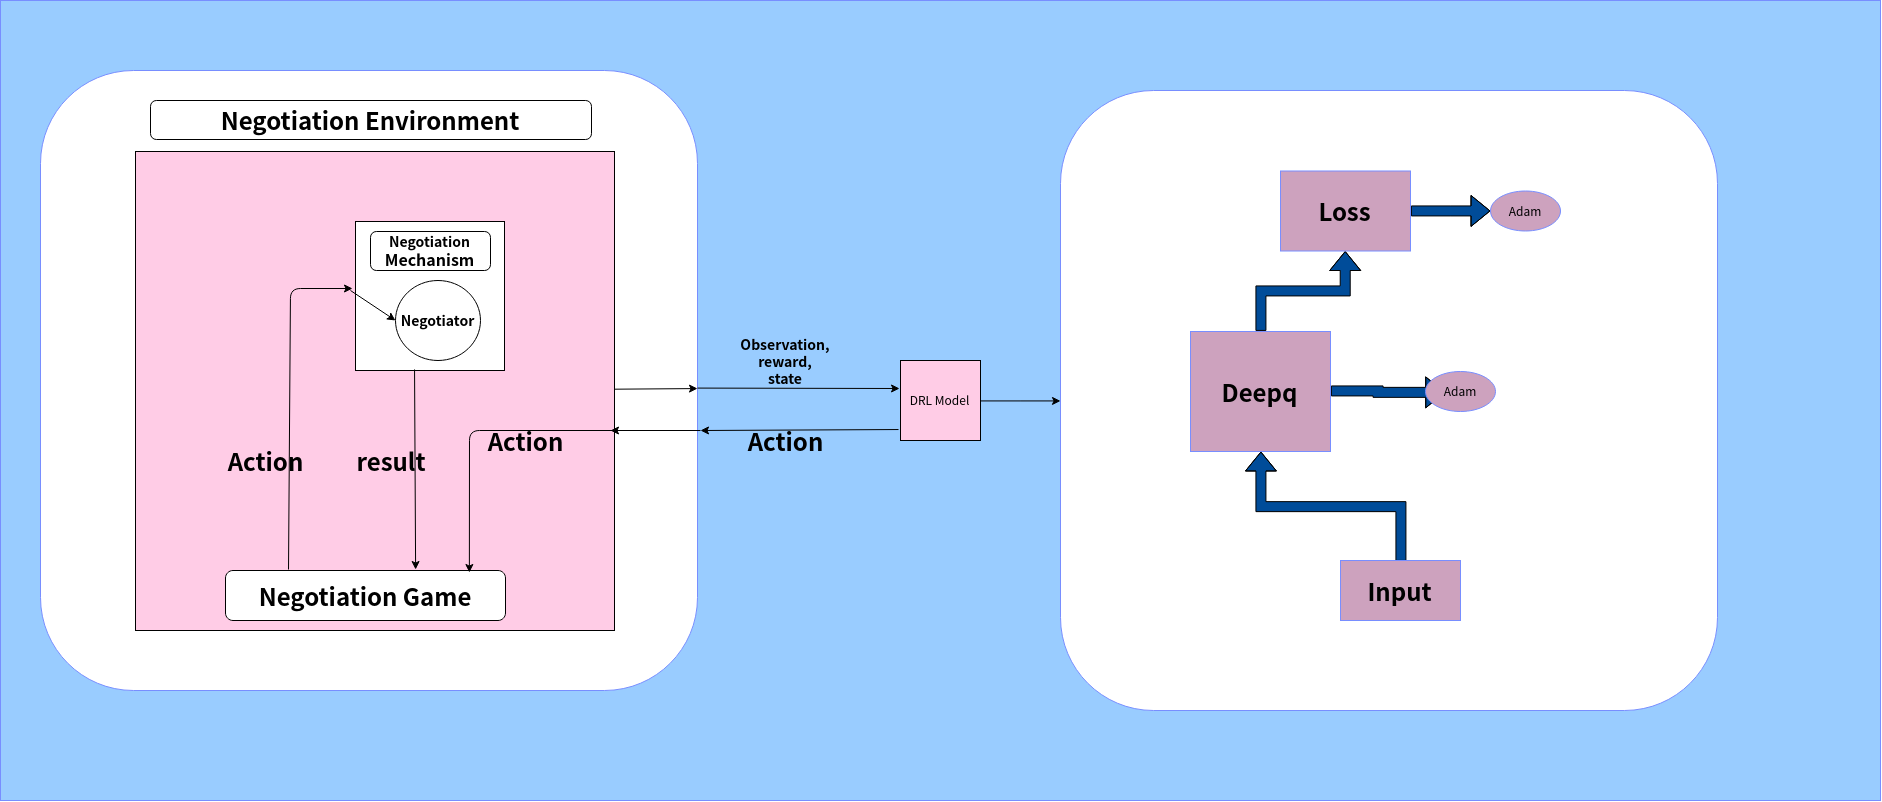 Negotiation Environment
Negotiation
Mechanism
Negotiator
Action
result
Action
Negotiation Game
Observation,
reward,
state
Action
DRL Model
Loss
Adam
Deepq
Adam
Input